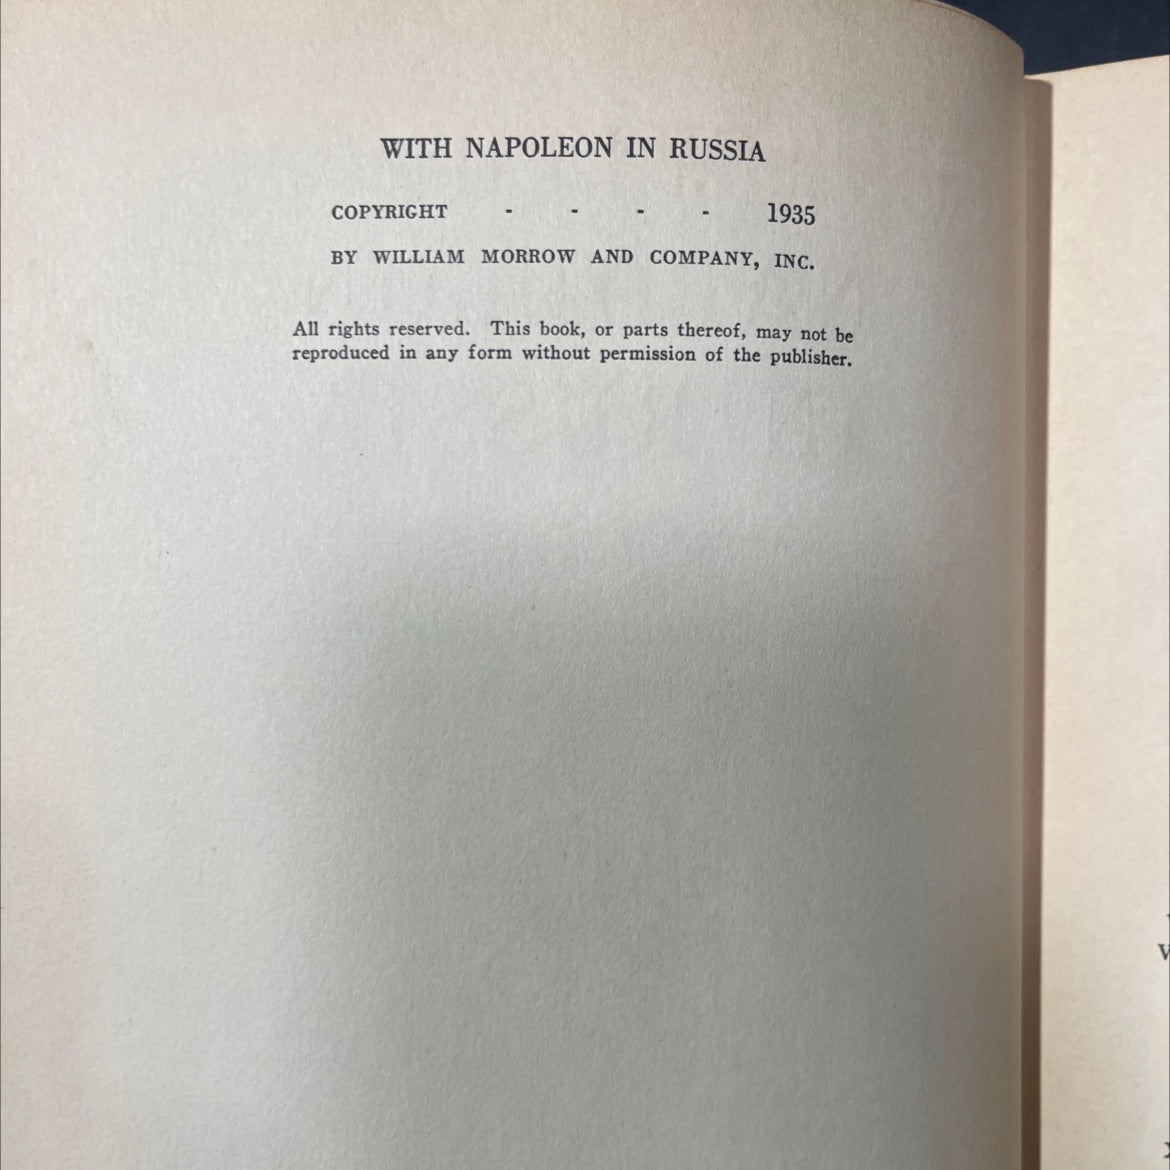 WITH NAPOLEON IN RUSSIA
COPYRIGHT - - - - 1935
BY WILLIAM MORROW AND COMPANY, INC.
All rights reserved. This book, or parts thereof, may not be
reproduced in any form without permission of the publisher.